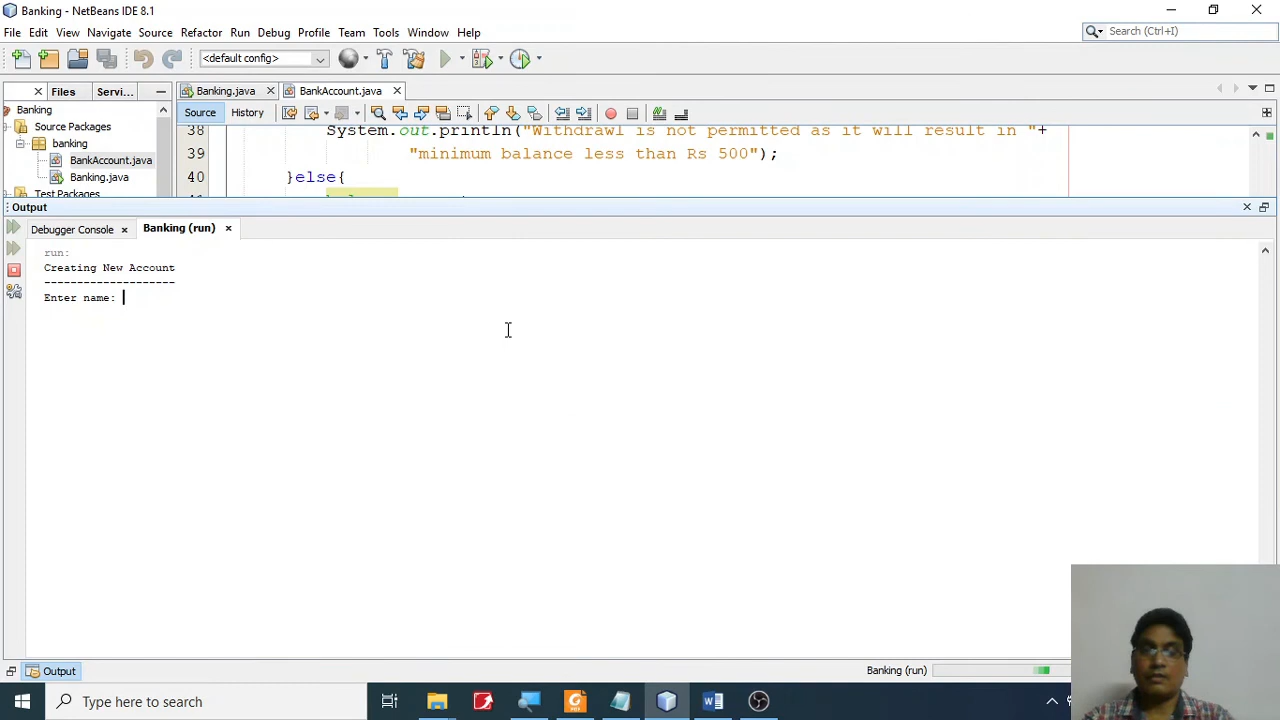 Banking - NetBeans IDE 8.1
File Edit View Navigate Source Refactor Run Debug Profile Team Tools Window Help
Search (Ctrl+I)
<default config>
Files Servi...
Banking.java BankAccount.java
Banking
Source Packages
banking
BankAccount.java
Banking.java
Test Packages
Source History
38 System.out.println("Withdrawl is not permitted as it will result in "+
39 "minimum balance less than Rs 500");
40 }else{
Output
Debugger Console Banking (run)
run:
Creating New Account
--------------------
Enter name:
Output
Banking (run)
Type here to search